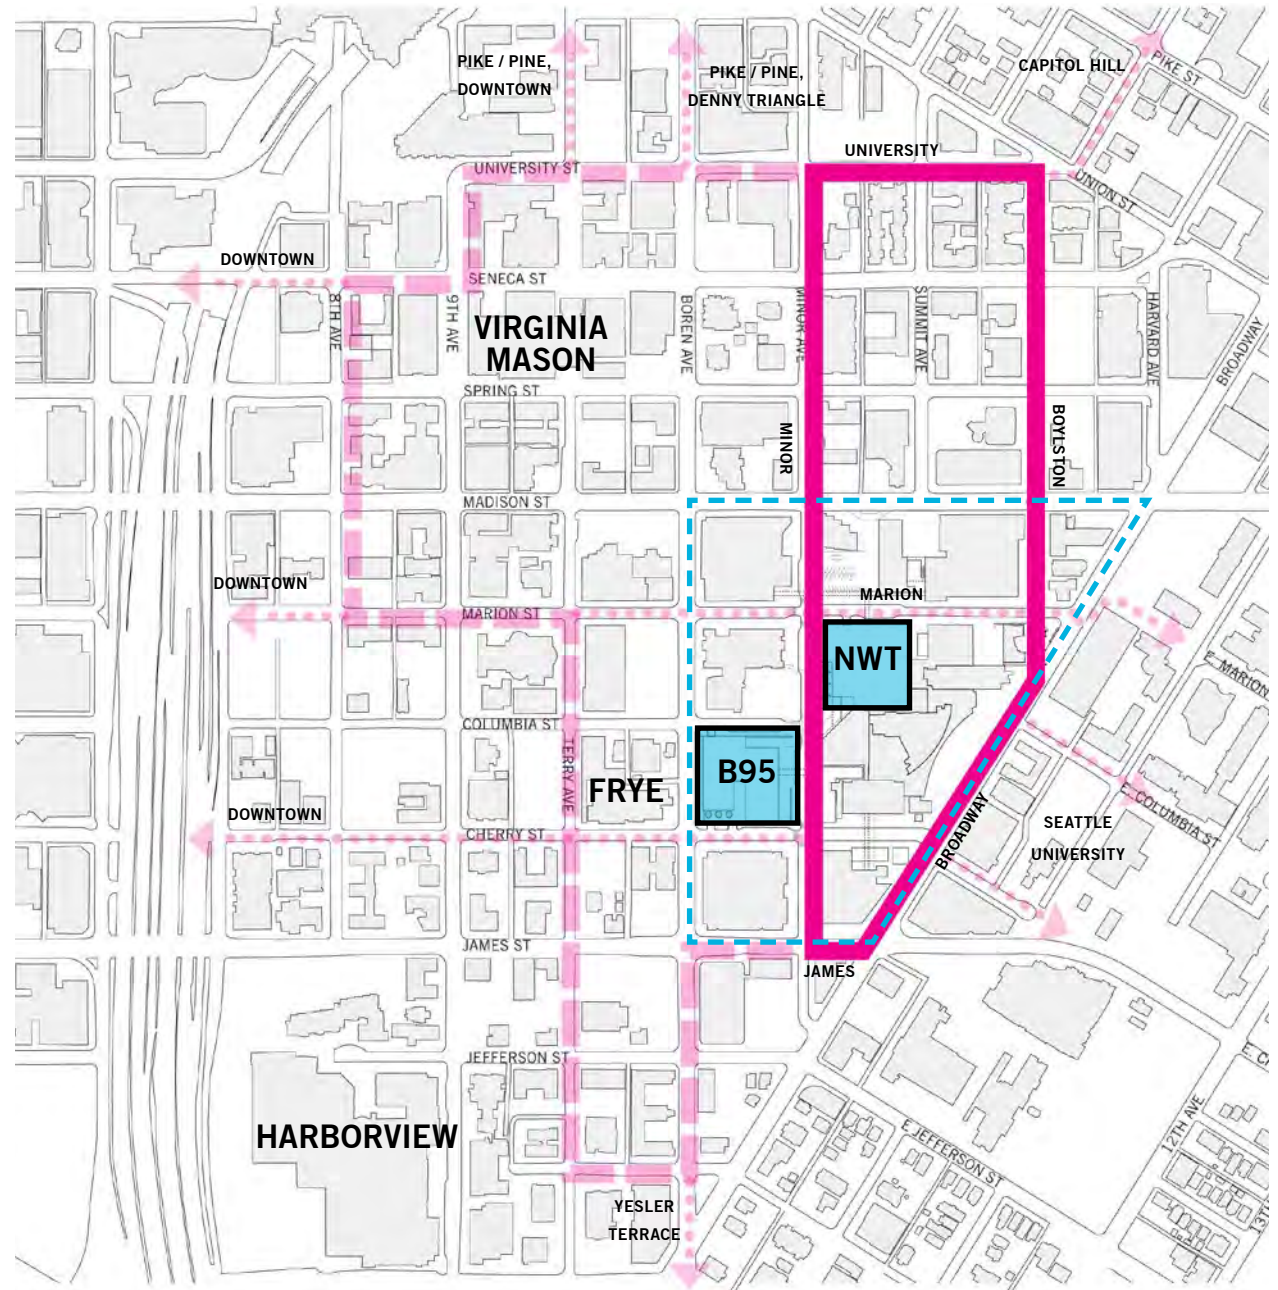 PIKE / PINE,
DOWNTOWN
PIKE / PINE,
DENNY TRIANGLE
CAPITOL HILL
PIKE ST
UNIVERSITY
UNIVERSITY ST
UNION ST
DOWNTOWN
SENECA ST
8TH AVE
9TH AVE
VIRGINIA
MASON
BOREN AVE
MINOR AVE
SUMMIT AVE
HARVARD AVE
BROADWAY
SPRING ST
MINOR
BOYLSTON
MADISON ST
DOWNTOWN
MARION
MARION ST
NWT
E. MARION
COLUMBIA ST
TERRY AVE
B95
FRYE
E. COLUMBIA ST
DOWNTOWN
CHERRY ST
BROADWAY
SEATTLE
UNIVERSITY
JAMES ST
JAMES
JEFFERSON ST
HARBORVIEW
E. JEFFERSON ST
12TH AVE
YESLER
TERRACE